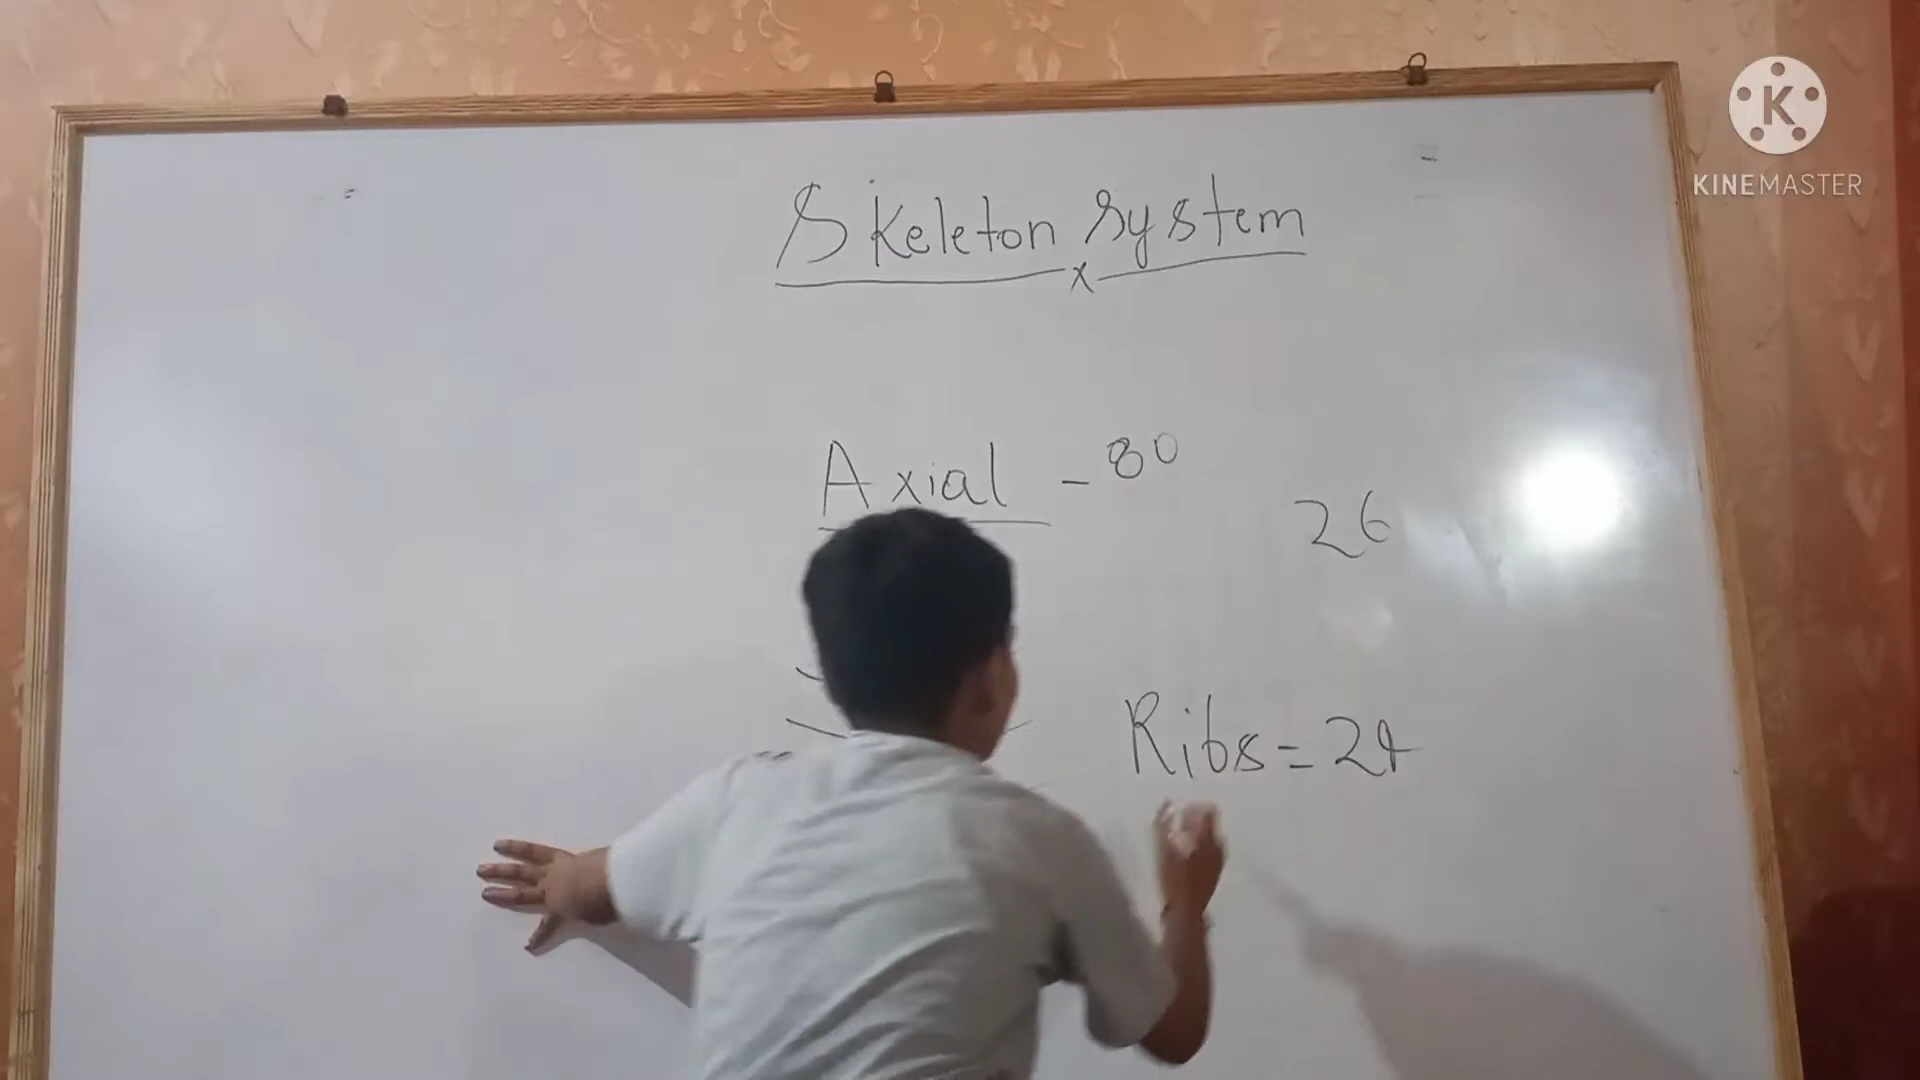 Skeleton System
x
Axial - 80
26
Ribs = 24
KINEMASTER